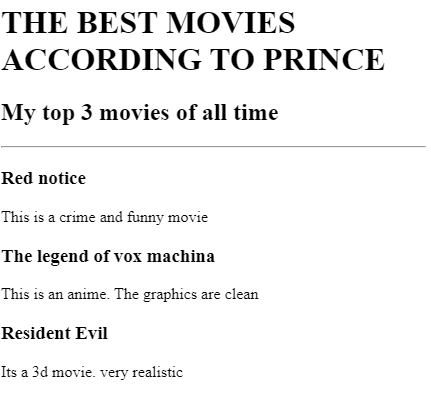 THE BEST MOVIES
ACCORDING TO PRINCE
My top 3 movies of all time
Red notice
This is a crime and funny movie
The legend of vox machina
This is an anime. The graphics are clean
Resident Evil
Its a 3d movie. very realistic